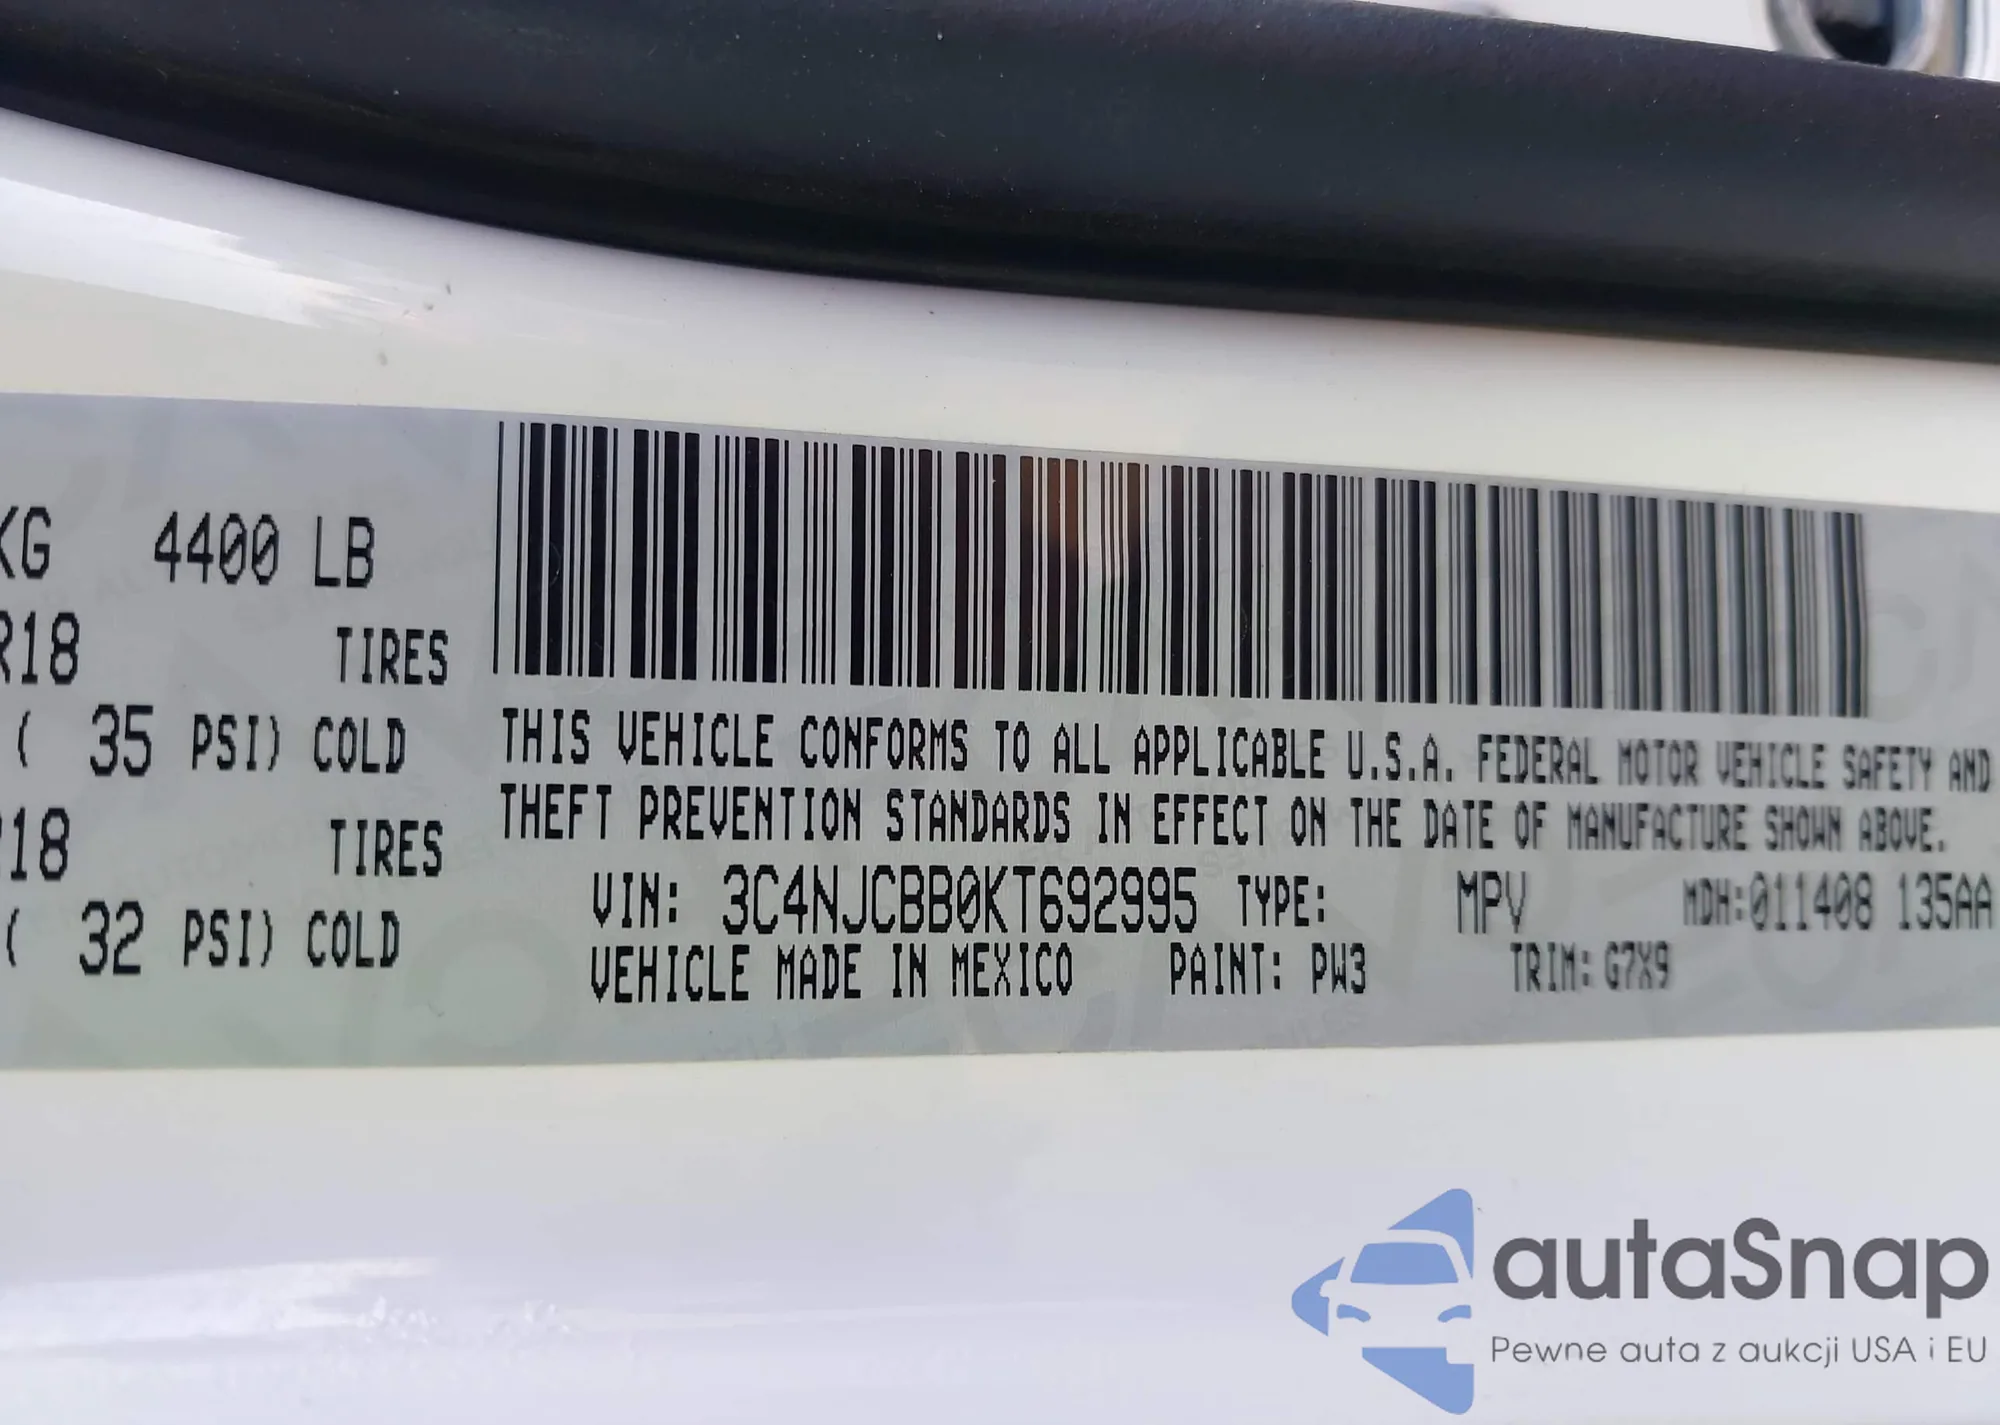 KG 4400 LB
R18 TIRES
( 35 PSI) COLD
R18 TIRES
( 32 PSI) COLD
THIS VEHICLE CONFORMS TO ALL APPLICABLE U.S.A. FEDERAL MOTOR VEHICLE SAFETY AND
THEFT PREVENTION STANDARDS IN EFFECT ON THE DATE OF MANUFACTURE SHOWN ABOVE.
VIN: 3C4NJCBB0KT692995 TYPE: MPV MDH:011408 135AA
VEHICLE MADE IN MEXICO PAINT: PW3 TRIM: G7X9
autaSnap
Pewne auta z aukcji USA i EU